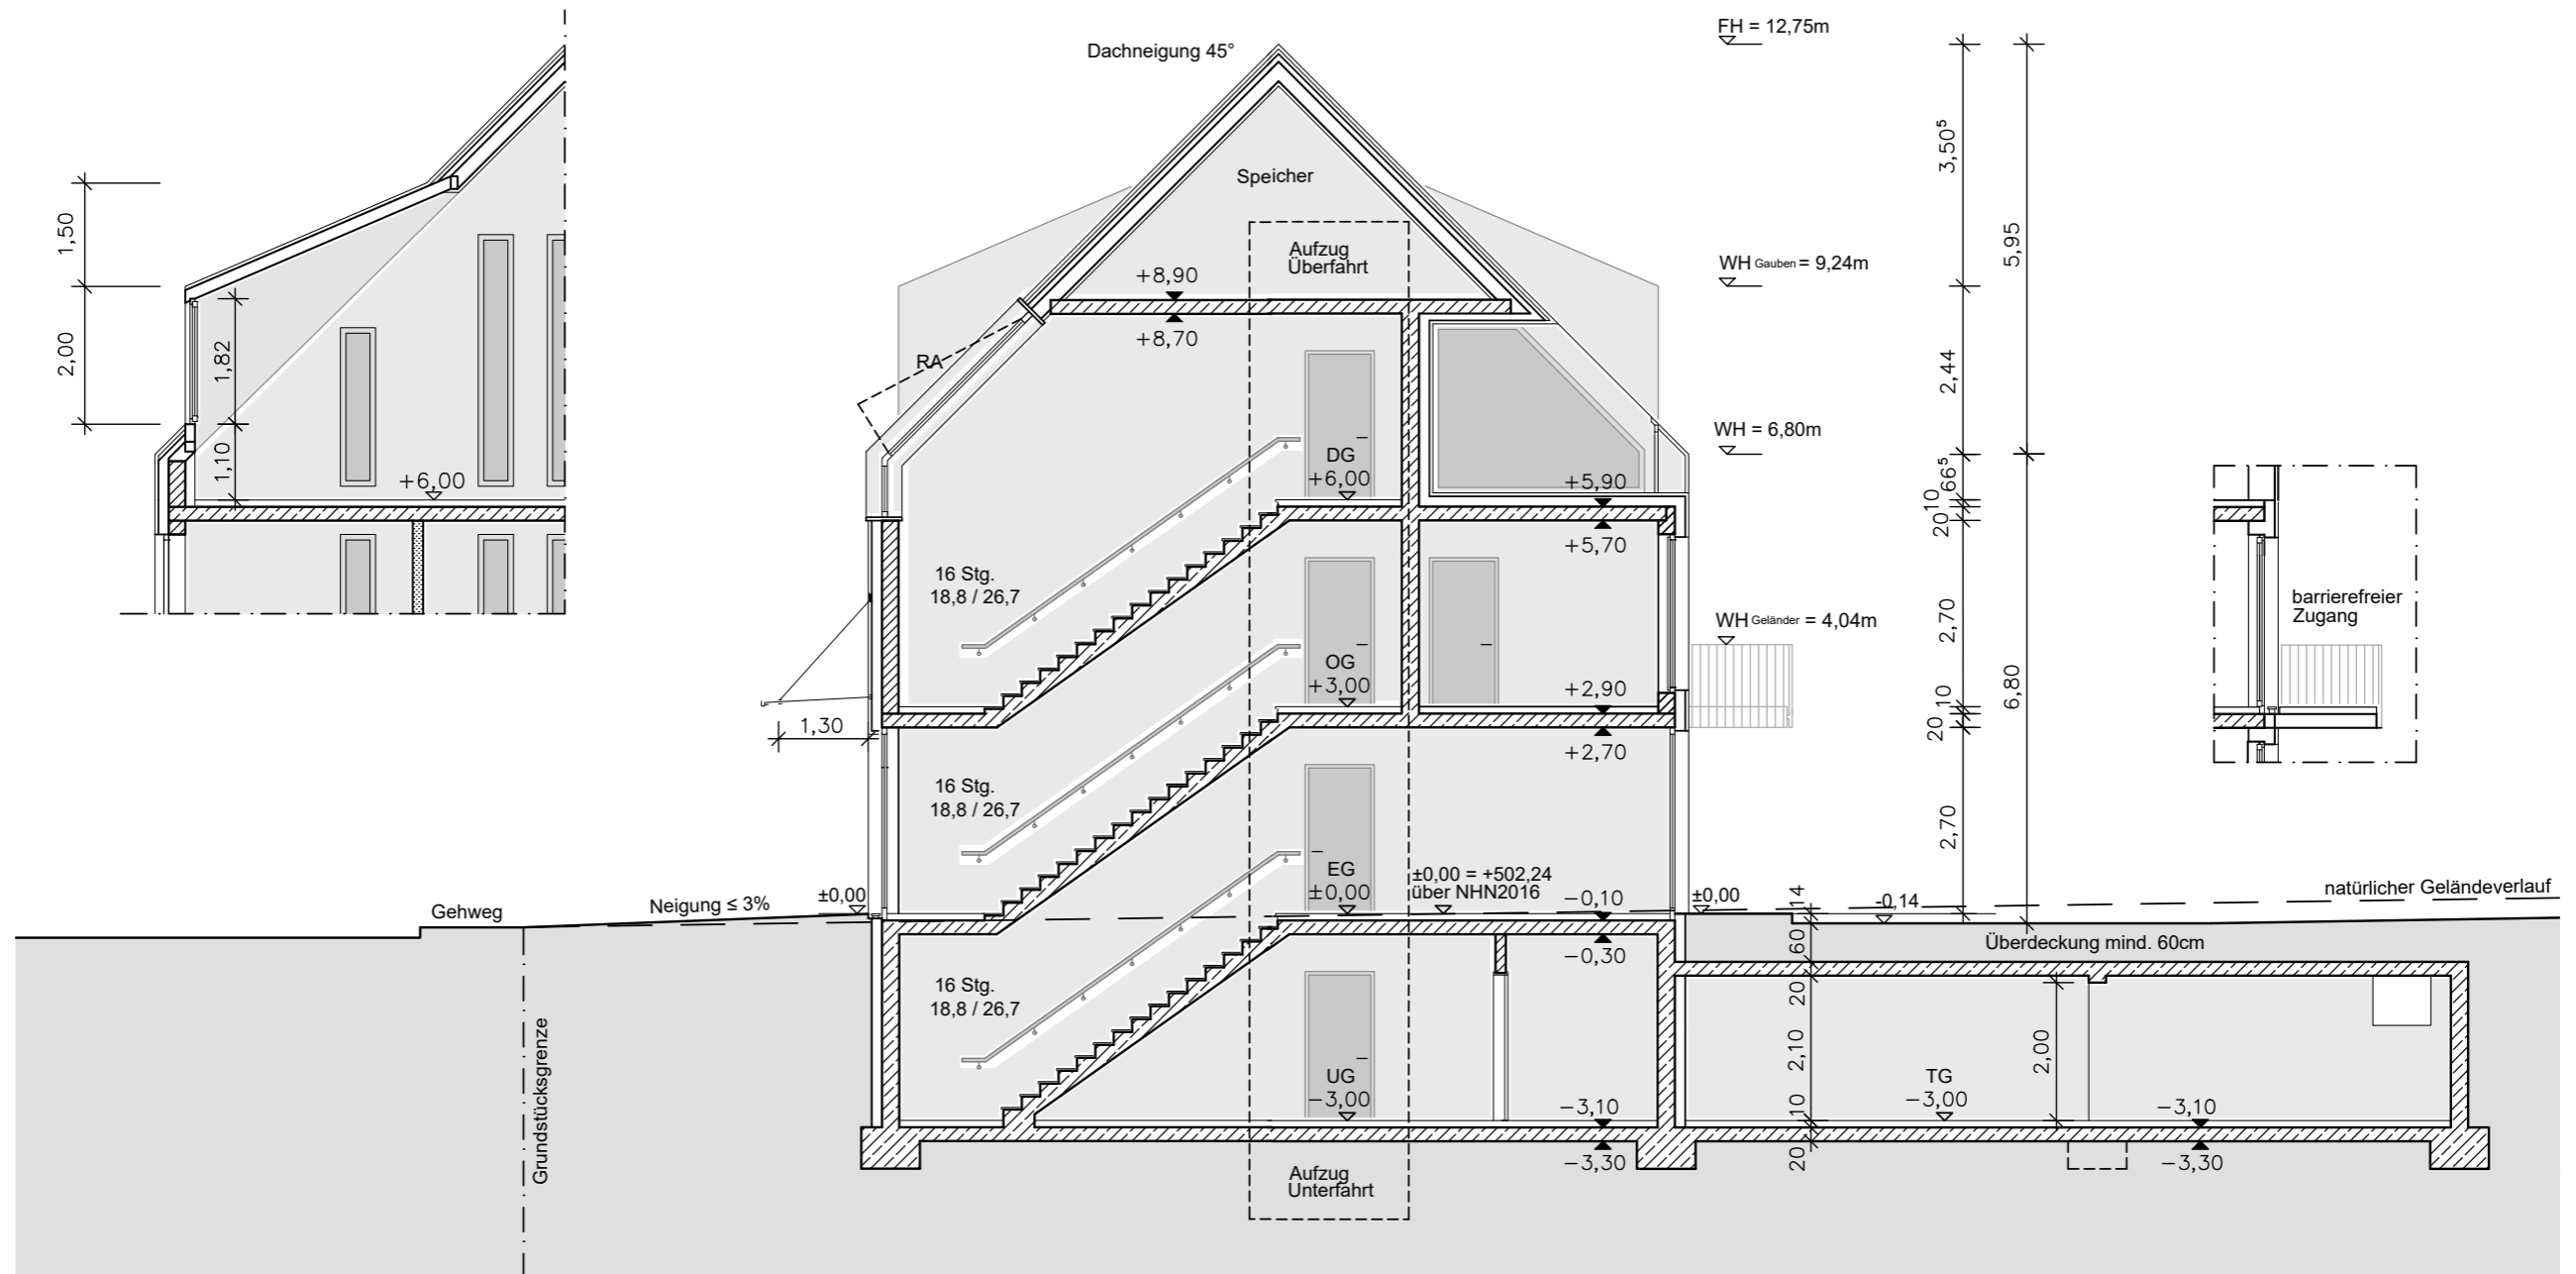 FH = 12,75m
Dachneigung 45°
3,50⁵
Speicher
1,50
5,95
Aufzug
Überfahrt
WH Gauben = 9,24m
+8,90
+8,70
2,00
1,82
RA
2,44
WH = 6,80m
1,10
+6,00
DG
+6,00
+5,90
+5,70
66⁵
10
20
16 Stg.
18,8 / 26,7
barrierefreier
Zugang
WH Geländer = 4,04m
2,70
OG
+3,00
+2,90
+2,70
6,80
10
20
1,30
16 Stg.
18,8 / 26,7
2,70
EG
±0,00
±0,00 = +502,24
über NHN2016
−0,10
−0,30
±0,00
±0,00
14
-0,14
natürlicher Geländeverlauf
Gehweg
Neigung ≤ 3%
60
Überdeckung mind. 60cm
16 Stg.
18,8 / 26,7
20
2,10
2,00
Grundstücksgrenze
UG
−3,00
−3,10
−3,30
10
TG
−3,00
−3,10
−3,30
20
Aufzug
Unterfahrt